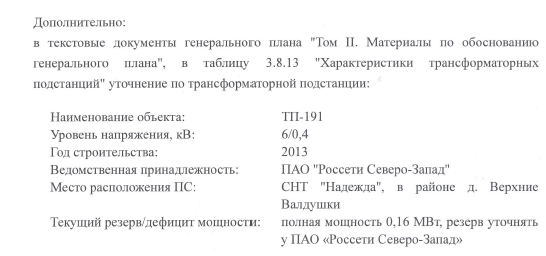 Дополнительно:
в текстовые документы генерального плана "Том II. Материалы по обоснованию
генерального плана", в таблицу 3.8.13 "Характеристики трансформаторных
подстанций" уточнение по трансформаторной подстанции:
Наименование объекта: ТП-191
Уровень напряжения, кВ: 6/0,4
Год строительства: 2013
Ведомственная принадлежность: ПАО "Россети Северо-Запад"
Место расположения ПС: СНТ "Надежда", в районе д. Верхние
Валдушки
Текущий резерв/дефицит мощности: полная мощность 0,16 МВт, резерв уточнять
у ПАО «Россети Северо-Запад»